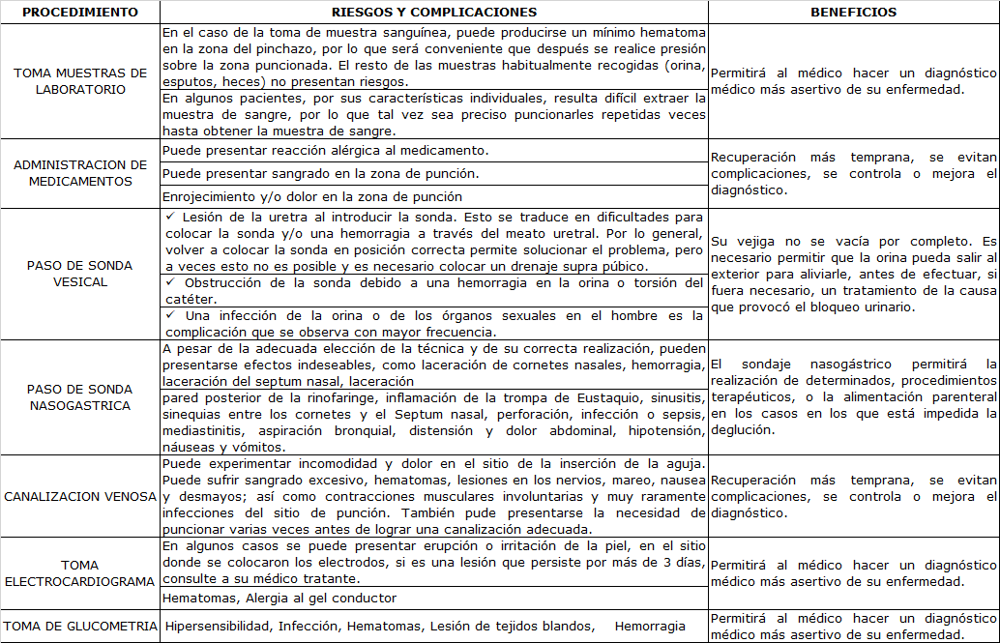 PROCEDIMIENTO
RIESGOS Y COMPLICACIONES
BENEFICIOS
TOMA MUESTRAS DE
LABORATORIO
En el caso de la toma de muestra sanguínea, puede producirse un mínimo hematoma
en la zona del pinchazo, por lo que será conveniente que después se realice presión
sobre la zona puncionada. El resto de las muestras habitualmente recogidas (orina,
esputos, heces) no presentan riesgos.
En algunos pacientes, por sus características individuales, resulta difícil extraer la
muestra de sangre, por lo que tal vez sea preciso puncionarles repetidas veces
hasta obtener la muestra de sangre.
Permitirá al médico hacer un diagnóstico
médico más asertivo de su enfermedad.
ADMINISTRACION DE
MEDICAMENTOS
Puede presentar reacción alérgica al medicamento.
Puede presentar sangrado en la zona de punción.
Enrojecimiento y/o dolor en la zona de punción
Recuperación más temprana, se evitan
complicaciones, se controla o mejora el
diagnóstico.
PASO DE SONDA
VESICAL
✓ Lesión de la uretra al introducir la sonda. Esto se traduce en dificultades para
colocar la sonda y/o una hemorragia a través del meato uretral. Por lo general,
volver a colocar la sonda en posición correcta permite solucionar el problema, pero
a veces esto no es posible y es necesario colocar un drenaje supra púbico.
✓ Obstrucción de la sonda debido a una hemorragia en la orina o torsión del
catéter.
✓ Una infección de la orina o de los órganos sexuales en el hombre es la
complicación que se observa con mayor frecuencia.
Su vejiga no se vacía por completo. Es
necesario permitir que la orina pueda salir al
exterior para aliviarle, antes de efectuar, si
fuera necesario, un tratamiento de la causa
que provocó el bloqueo urinario.
PASO DE SONDA
NASOGASTRICA
A pesar de la adecuada elección de la técnica y de su correcta realización, pueden
presentarse efectos indeseables, como laceración de cornetes nasales, hemorragia,
laceración del septum nasal, laceración
pared posterior de la rinofaringe, inflamación de la trompa de Eustaquio, sinusitis,
sinequias entre los cornetes y el Septum nasal, perforación, infección o sepsis,
mediastinitis, aspiración bronquial, distensión y dolor abdominal, hipotensión,
náuseas y vómitos.
El sondaje nasogástrico permitirá la
realización de determinados, procedimientos
terapéuticos, o la alimentación parenteral
en los casos en los que está impedida la
deglución.
CANALIZACION VENOSA
Puede experimentar incomodidad y dolor en el sitio de la inserción de la aguja.
Puede sufrir sangrado excesivo, hematomas, lesiones en los nervios, mareo, nausea
y desmayos; así como contracciones musculares involuntarias y muy raramente
infecciones del sitio de punción. También pude presentarse la necesidad de
puncionar varias veces antes de lograr una canalización adecuada.
Recuperación más temprana, se evitan
complicaciones, se controla o mejora el
diagnóstico.
TOMA
ELECTROCARDIOGRAMA
En algunos casos se puede presentar erupción o irritación de la piel, en el sitio
donde se colocaron los electrodos, si es una lesión que persiste por más de 3 días,
consulte a su médico tratante.
Hematomas, Alergia al gel conductor
Permitirá al médico hacer un diagnóstico
médico más asertivo de su enfermedad.
TOMA DE GLUCOMETRIA
Hipersensibilidad, Infección, Hematomas, Lesión de tejidos blandos, Hemorragia
Permitirá al médico hacer un diagnóstico
médico más asertivo de su enfermedad.